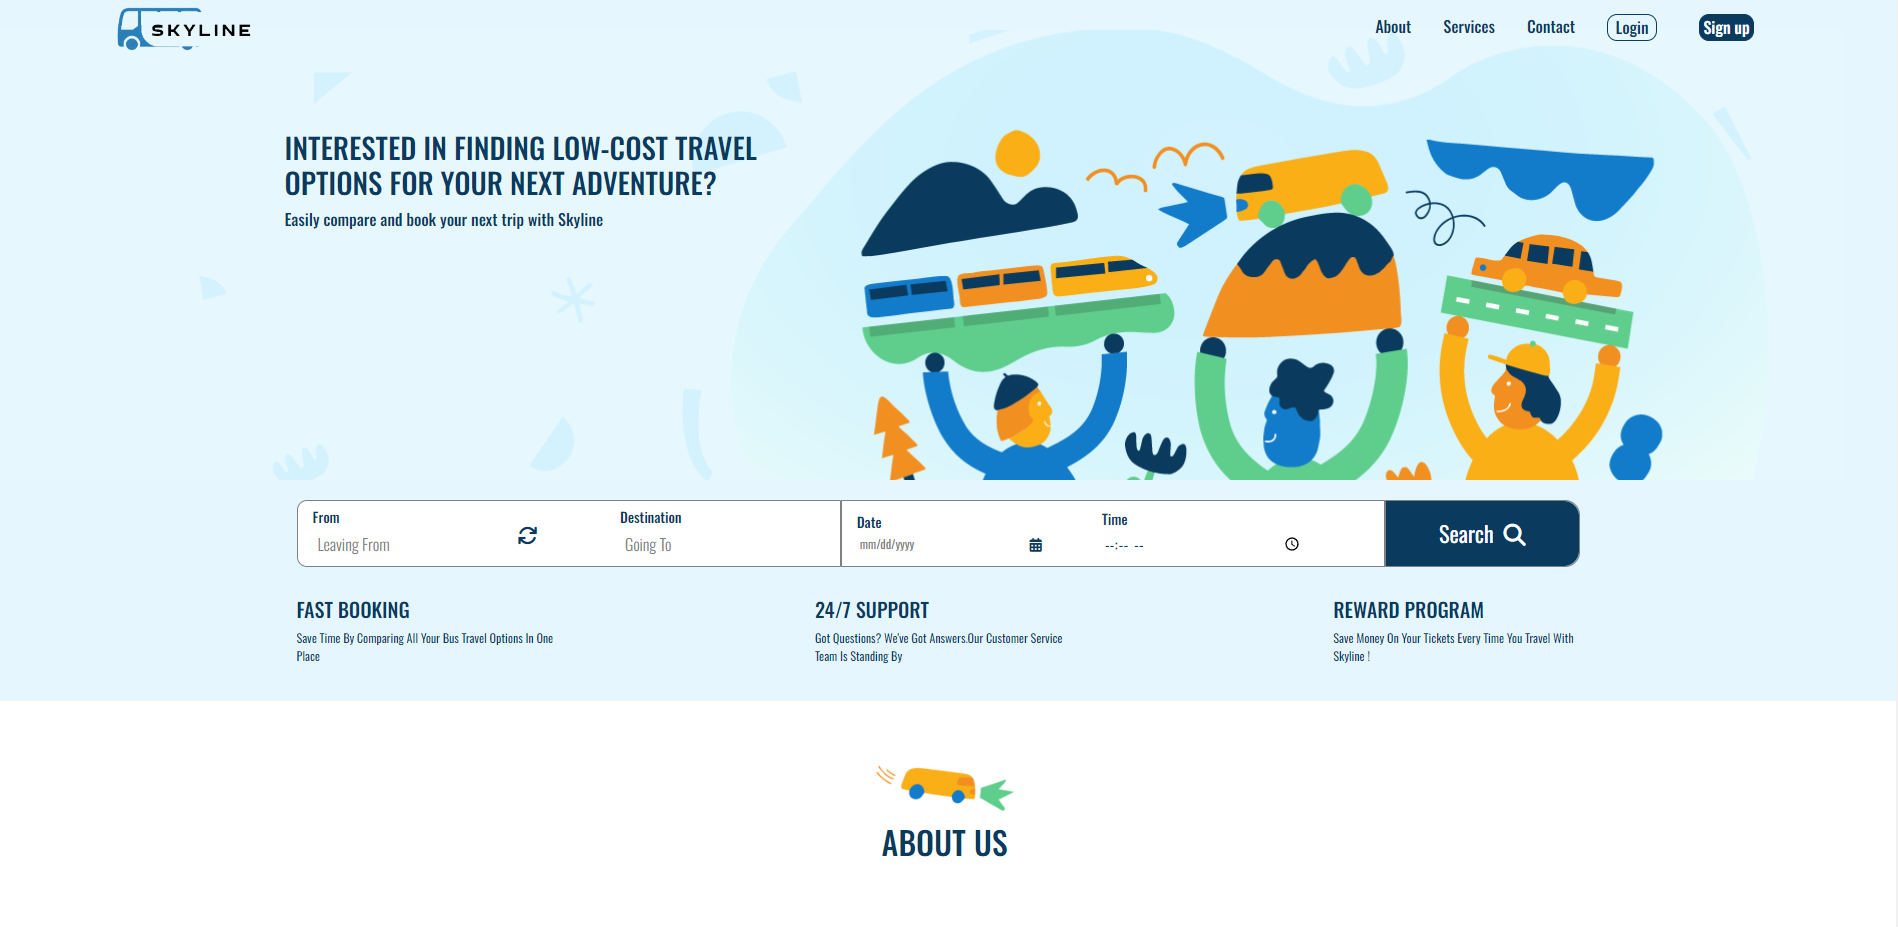 SKYLINE
About Services Contact Login Sign up
INTERESTED IN FINDING LOW-COST TRAVEL
OPTIONS FOR YOUR NEXT ADVENTURE?
Easily compare and book your next trip with Skyline
From Destination Date Time
Leaving From Going To mm/dd/yyyy --:-- --
Search
FAST BOOKING
Save Time By Comparing All Your Bus Travel Options In One
Place
24/7 SUPPORT
Got Questions? We've Got Answers.Our Customer Service
Team Is Standing By
REWARD PROGRAM
Save Money On Your Tickets Every Time You Travel With
Skyline !
ABOUT US